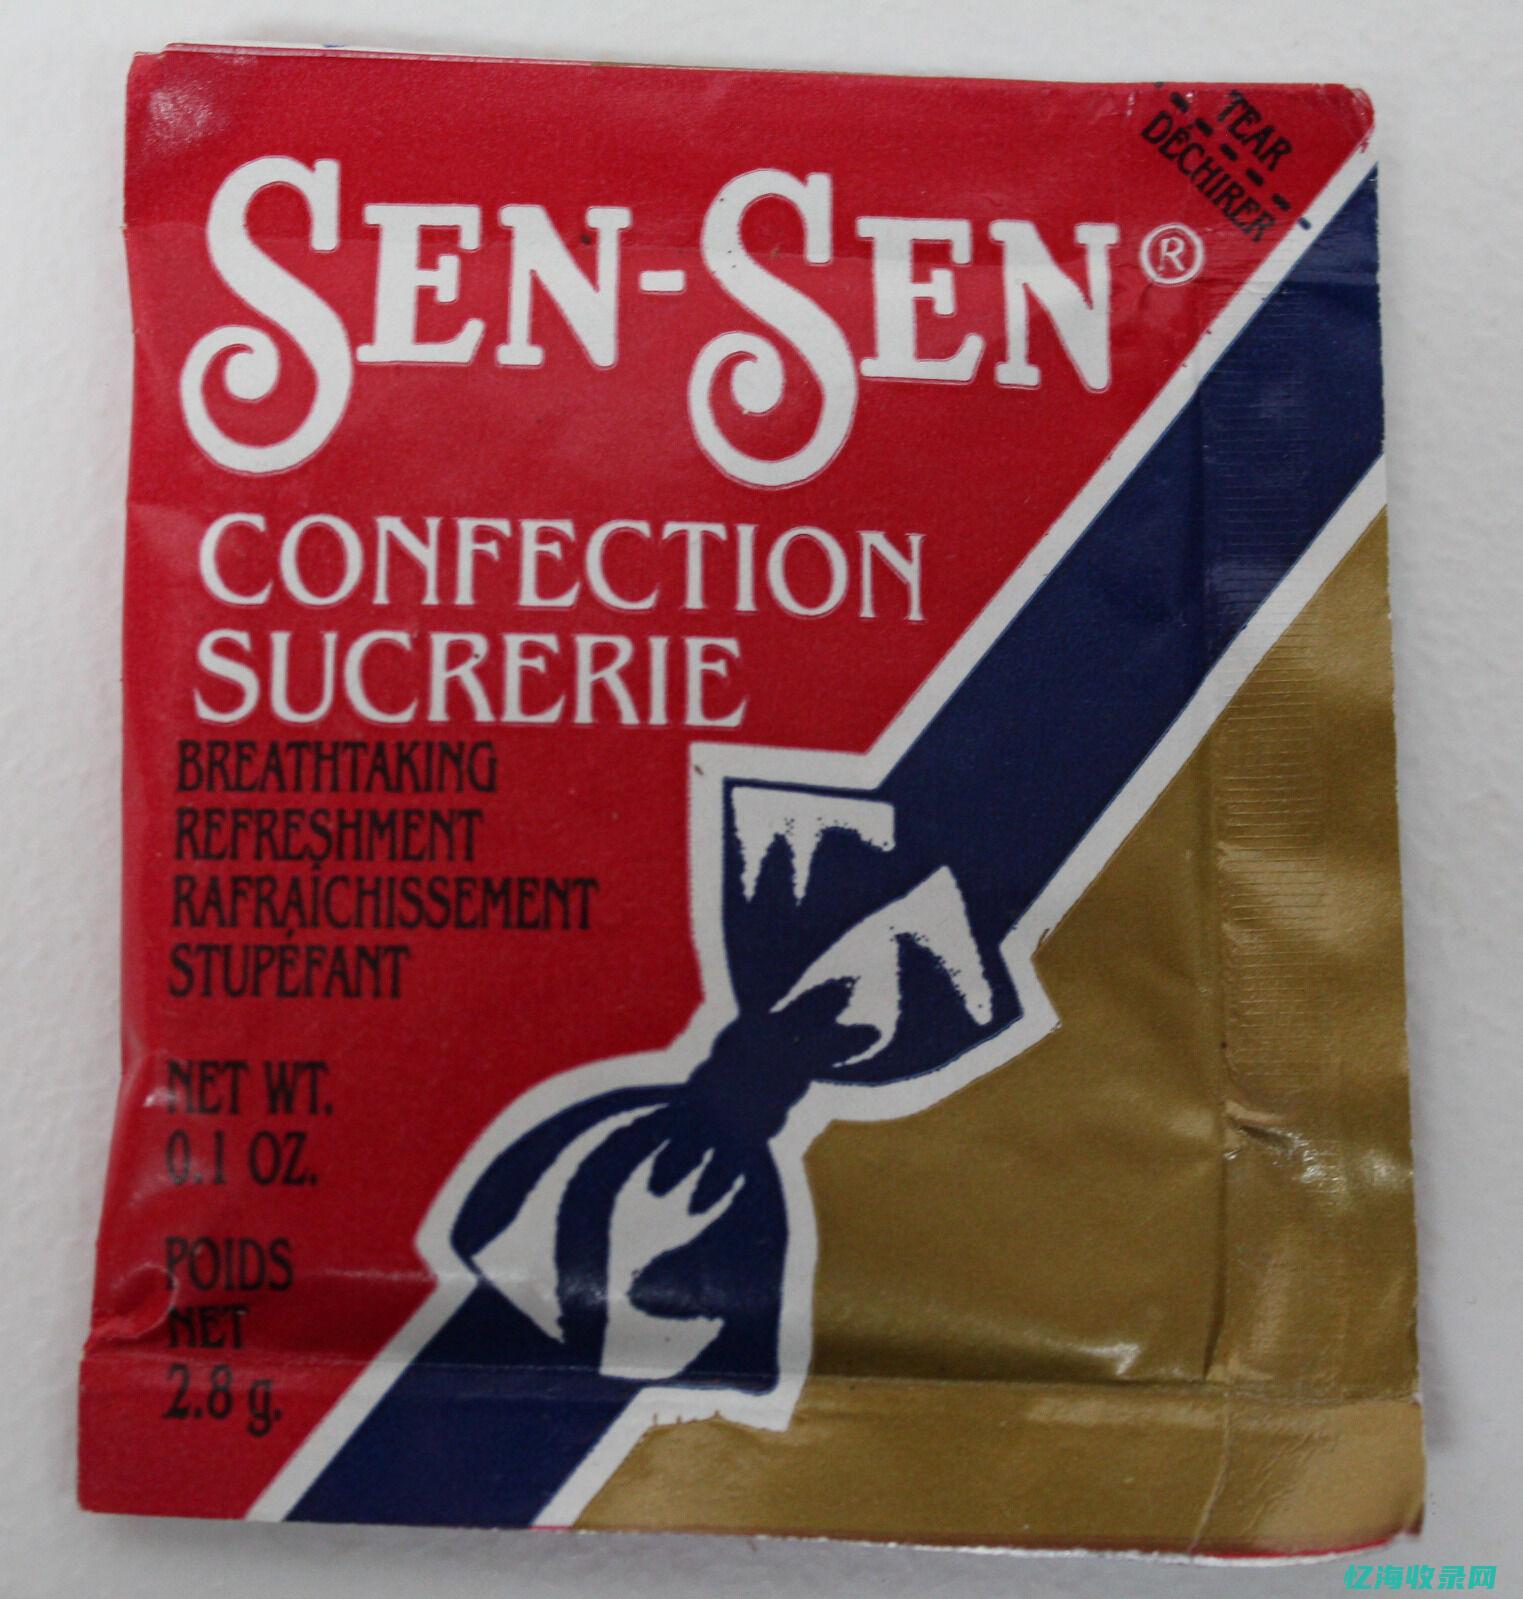 TEAR
DÉCHIRER
SEN-SEN®
CONFECTION
SUCRERIE
BREATHTAKING
REFRESHMENT
RAFRAÎCHISSEMENT
STUPÉFANT
NET WT.
0.1 OZ.
POIDS
NET
2.8 g.
忆海收录网